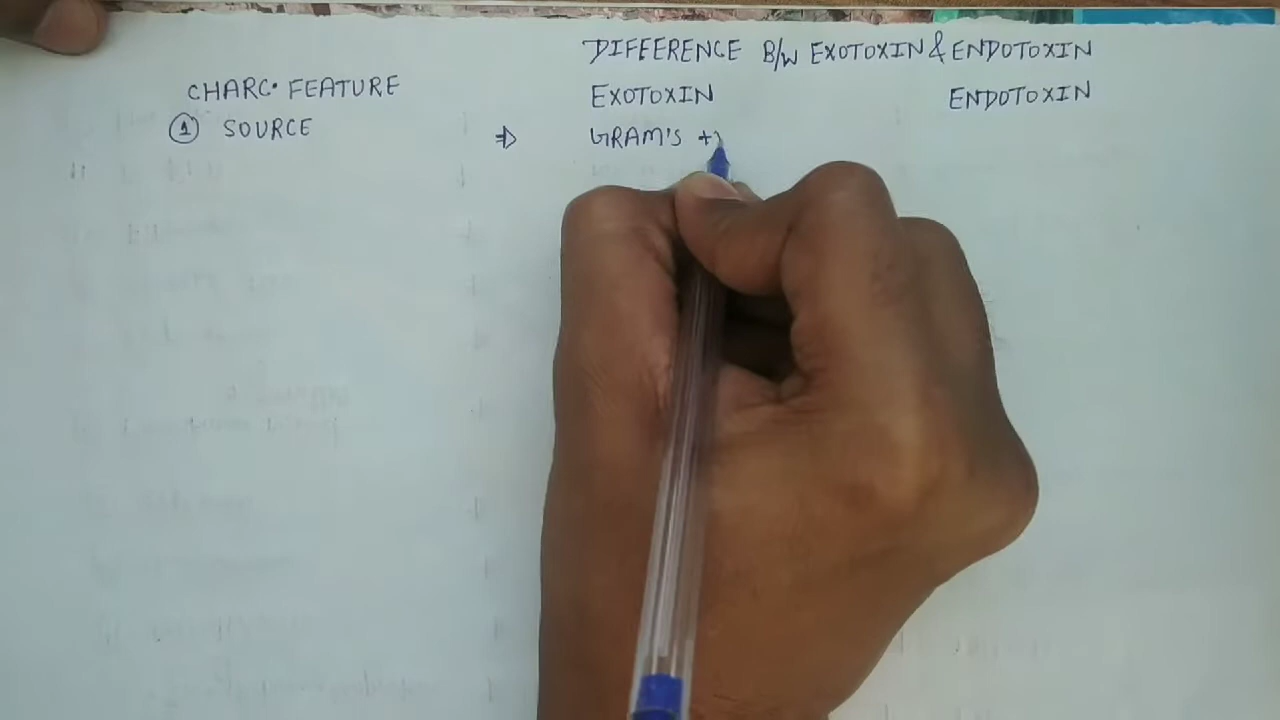 DIFFERENCE B/W EXOTOXIN & ENDOTOXIN
CHARC. FEATURE EXOTOXIN ENDOTOXIN
① SOURCE ⇒ GRAM'S +